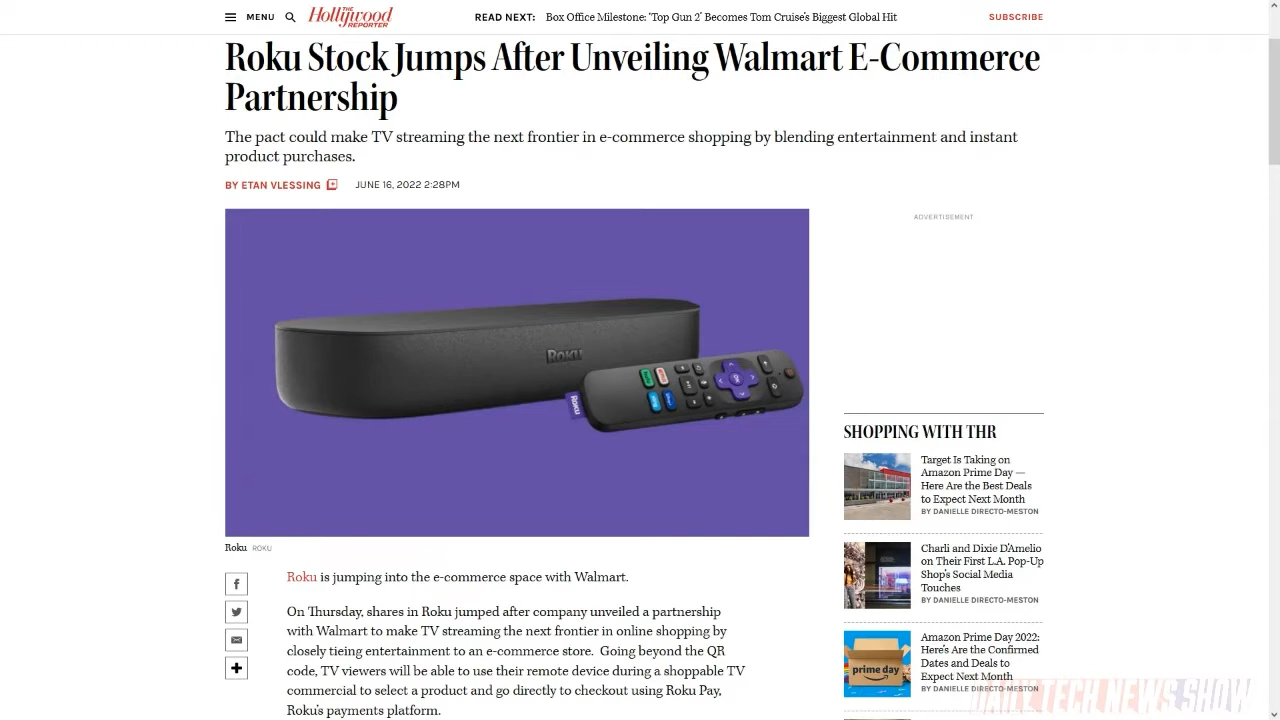 MENU
THE
Hollywood
REPORTER
READ NEXT: Box Office Milestone: ‘Top Gun 2’ Becomes Tom Cruise’s Biggest Global Hit
SUBSCRIBE
Roku Stock Jumps After Unveiling Walmart E-Commerce
Partnership
The pact could make TV streaming the next frontier in e-commerce shopping by blending entertainment and instant
product purchases.
BY ETAN VLESSING
JUNE 16, 2022 2:28PM
ADVERTISEMENT
Roku
OK
Roku
Roku ROKU
Roku is jumping into the e-commerce space with Walmart.
On Thursday, shares in Roku jumped after company unveiled a partnership
with Walmart to make TV streaming the next frontier in online shopping by
closely tieing entertainment to an e-commerce store.  Going beyond the QR
code, TV viewers will be able to use their remote device during a shoppable TV
commercial to select a product and go directly to checkout using Roku Pay,
Roku’s payments platform.
SHOPPING WITH THR
Target Is Taking on
Amazon Prime Day —
Here Are the Best Deals
to Expect Next Month
BY DANIELLE DIRECTO-MESTON
Charli and Dixie D’Amelio
on Their First L.A. Pop-Up
Shop’s Social Media
Touches
BY DANIELLE DIRECTO-MESTON
Amazon Prime Day 2022:
Here’s Are the Confirmed
Dates and Deals to
Expect Next Month
BY DANIELLE DIRECTO-MESTON
prime day
DAILY TECH NEWS SHOW